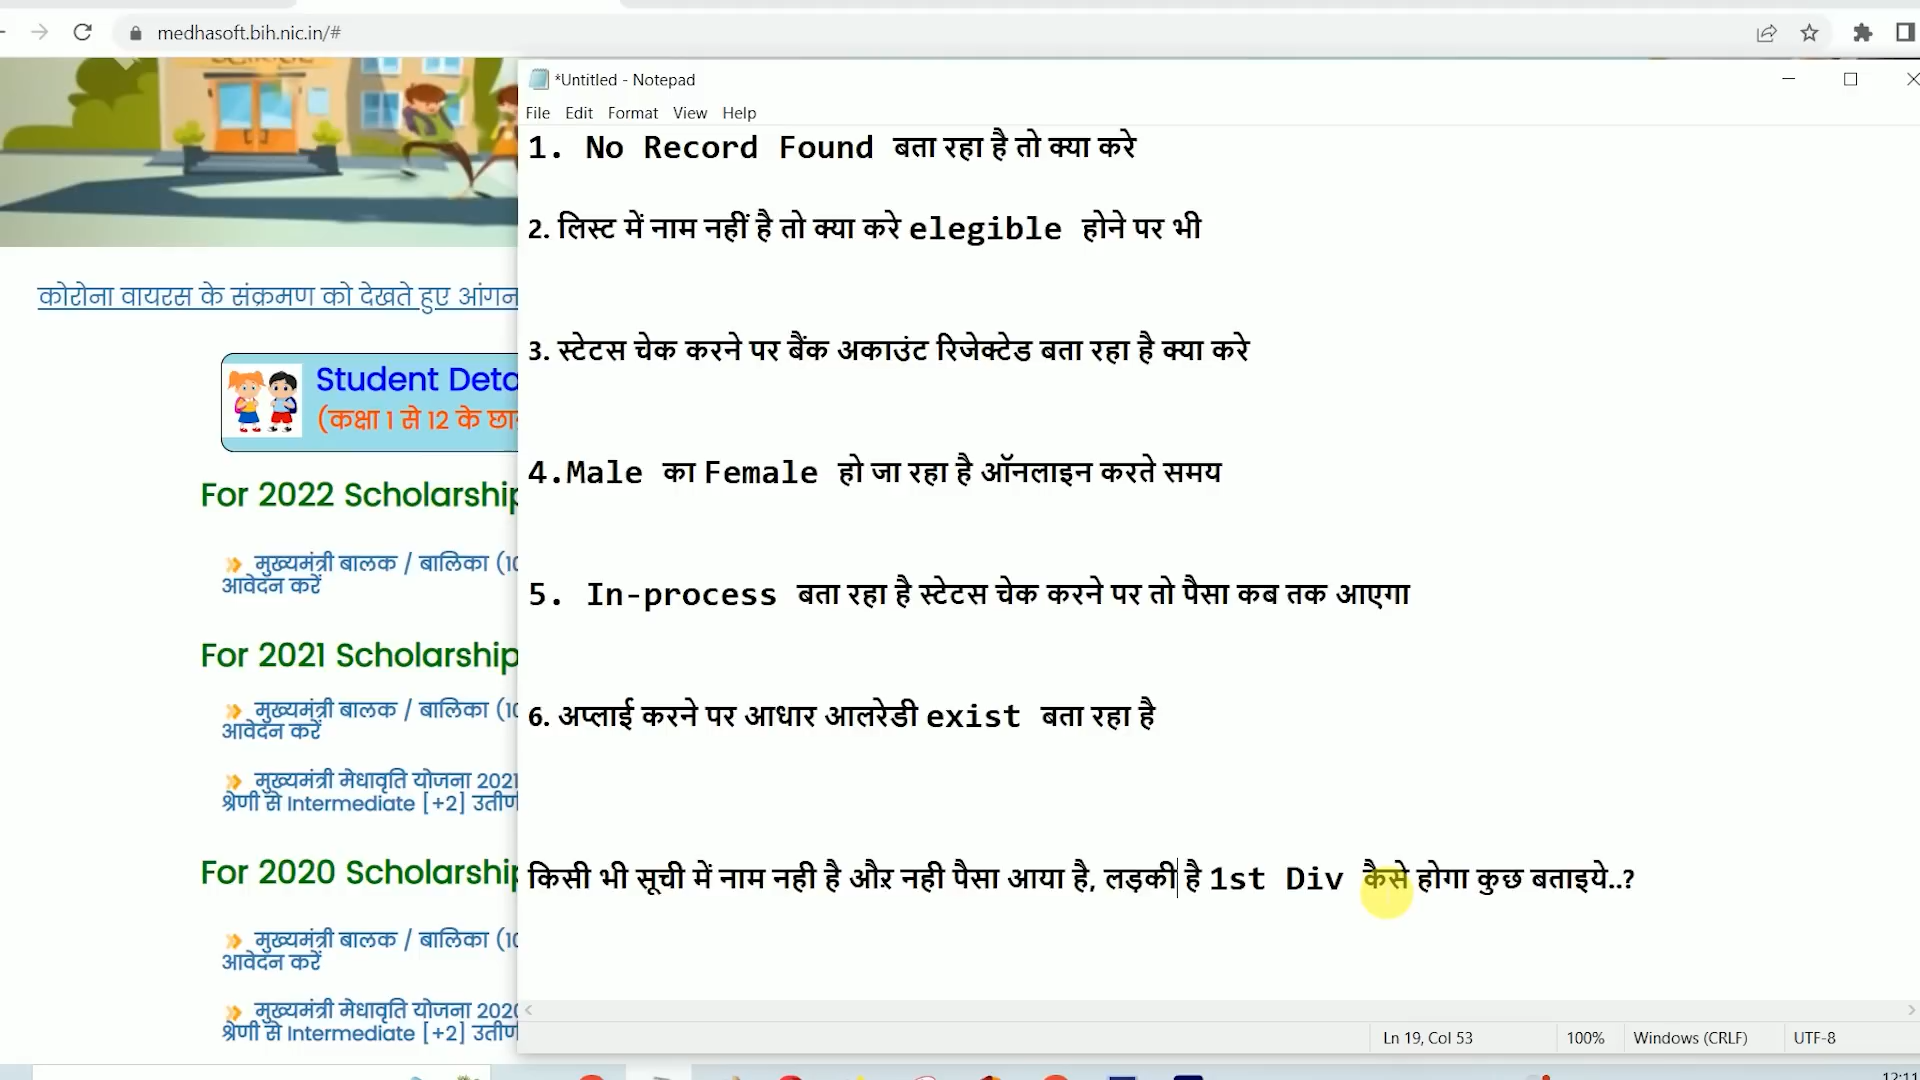 medhasoft.bih.nic.in/#
*Untitled - Notepad
File Edit Format View Help
1. No Record Found बता रहा है तो क्या करे
2. लिस्ट में नाम नहीं है तो क्या करे elegible होने पर भी
कोरोना वायरस के संक्रमण को देखते हुए आंगन
3. स्टेटस चेक करने पर बैंक अकाउंट रिजेक्टेड बता रहा है क्या करे
Student Deta
(कक्षा 1 से 12 के छा
4.Male का Female हो जा रहा है ऑनलाइन करते समय
For 2022 Scholarship
मुख्यमंत्री बालक / बालिका (10
आवेदन करें
5. In-process बता रहा है स्टेटस चेक करने पर तो पैसा कब तक आएगा
For 2021 Scholarship
मुख्यमंत्री बालक / बालिका (10
आवेदन करें
6. अप्लाई करने पर आधार आलरेडी exist बता रहा है
मुख्यमंत्री मेधावृति योजना 2021
श्रेणी से Intermediate [+2] उतीर्ण
For 2020 Scholarship
किसी भी सूची में नाम नही है और नही पैसा आया है, लड़की है 1st Div कैसे होगा कुछ बताइये..?
मुख्यमंत्री बालक / बालिका (10
आवेदन करें
मुख्यमंत्री मेधावृति योजना 2020
श्रेणी से Intermediate [+2] उतीर्ण
Ln 19, Col 53 100% Windows (CRLF) UTF-8
12:11